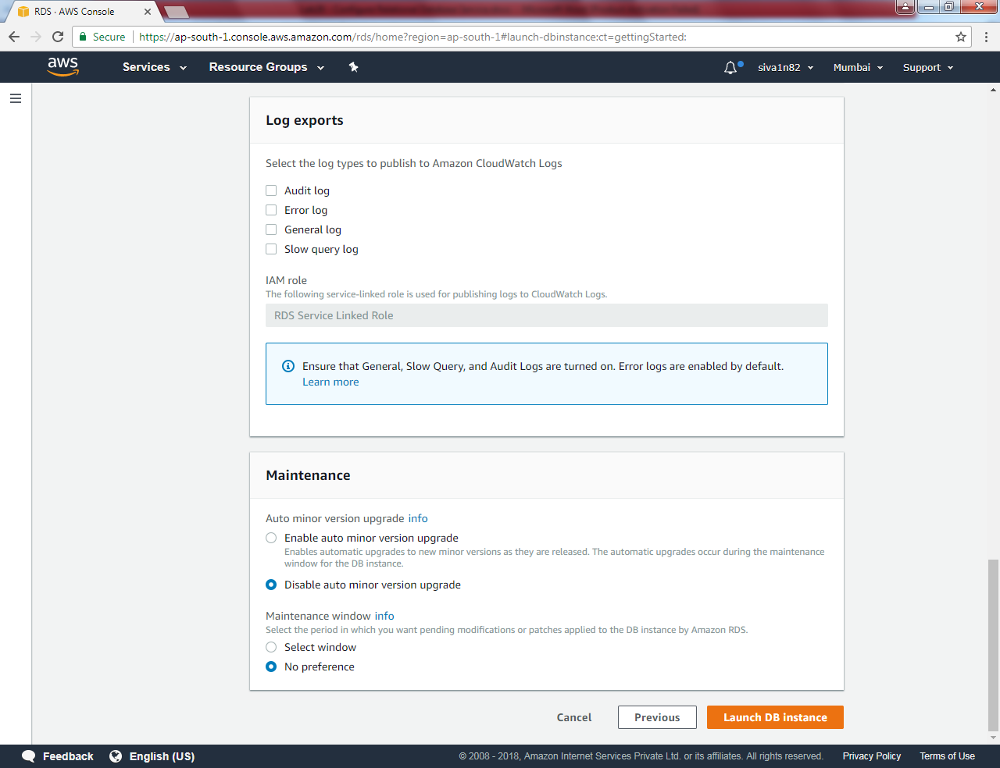 RDS · AWS Console
Secure
https://ap-south-1.console.aws.amazon.com/rds/home?region=ap-south-1#launch-dbinstance:ct=gettingStarted:
aws
Services
Resource Groups
siva1n82
Mumbai
Support
Log exports
Select the log types to publish to Amazon CloudWatch Logs
Audit log
Error log
General log
Slow query log
IAM role
The following service-linked role is used for publishing logs to CloudWatch Logs.
RDS Service Linked Role
Ensure that General, Slow Query, and Audit Logs are turned on. Error logs are enabled by default.
Learn more
Maintenance
Auto minor version upgrade info
Enable auto minor version upgrade
Enables automatic upgrades to new minor versions as they are released. The automatic upgrades occur during the maintenance
window for the DB instance.
Disable auto minor version upgrade
Maintenance window info
Select the period in which you want pending modifications or patches applied to the DB instance by Amazon RDS.
Select window
No preference
Cancel
Previous
Launch DB instance
Feedback
English (US)
© 2008 - 2018, Amazon Internet Services Private Ltd. or its affiliates. All rights reserved.
Privacy Policy
Terms of Use